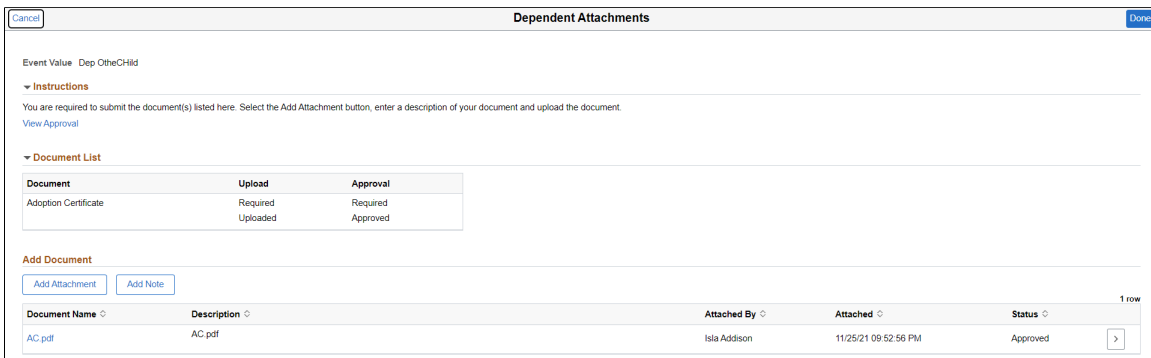 Cancel Dependent Attachments Done
Event Value Dep OtheCHild
Instructions
You are required to submit the document(s) listed here. Select the Add Attachment button, enter a description of your document and upload the document.
View Approval
Document List
Document Upload Approval
Adoption Certificate Required Required
Uploaded Approved
Add Document
Add Attachment Add Note
1 row
Document Name Description Attached By Attached Status
AC.pdf AC.pdf Isla Addison 11/25/21 09:52:56 PM Approved